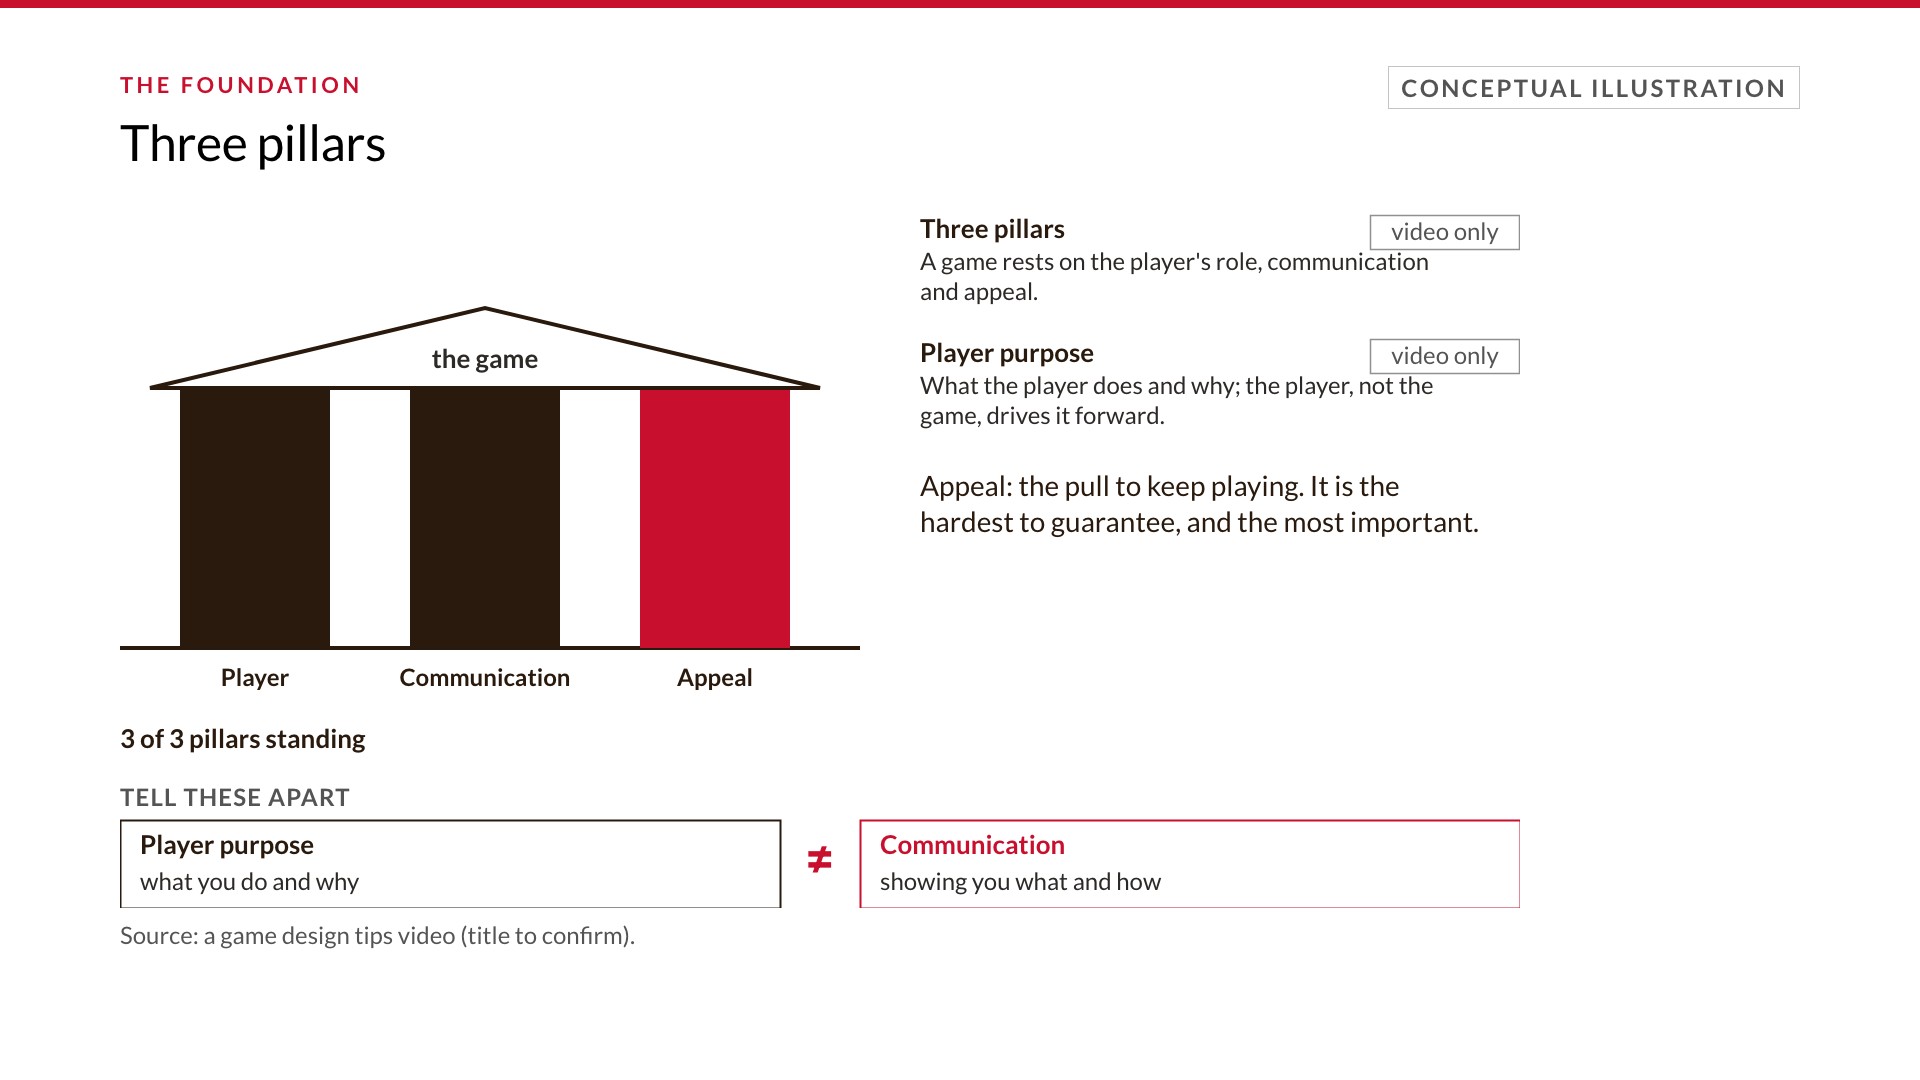 THE FOUNDATION
CONCEPTUAL ILLUSTRATION
Three pillars
the game
Player
Communication
Appeal
3 of 3 pillars standing
Three pillars
video only
A game rests on the player's role, communication
and appeal.
Player purpose
video only
What the player does and why; the player, not the
game, drives it forward.
Appeal: the pull to keep playing. It is the
hardest to guarantee, and the most important.
TELL THESE APART
Player purpose
what you do and why
≠
Communication
showing you what and how
Source: a game design tips video (title to confirm).